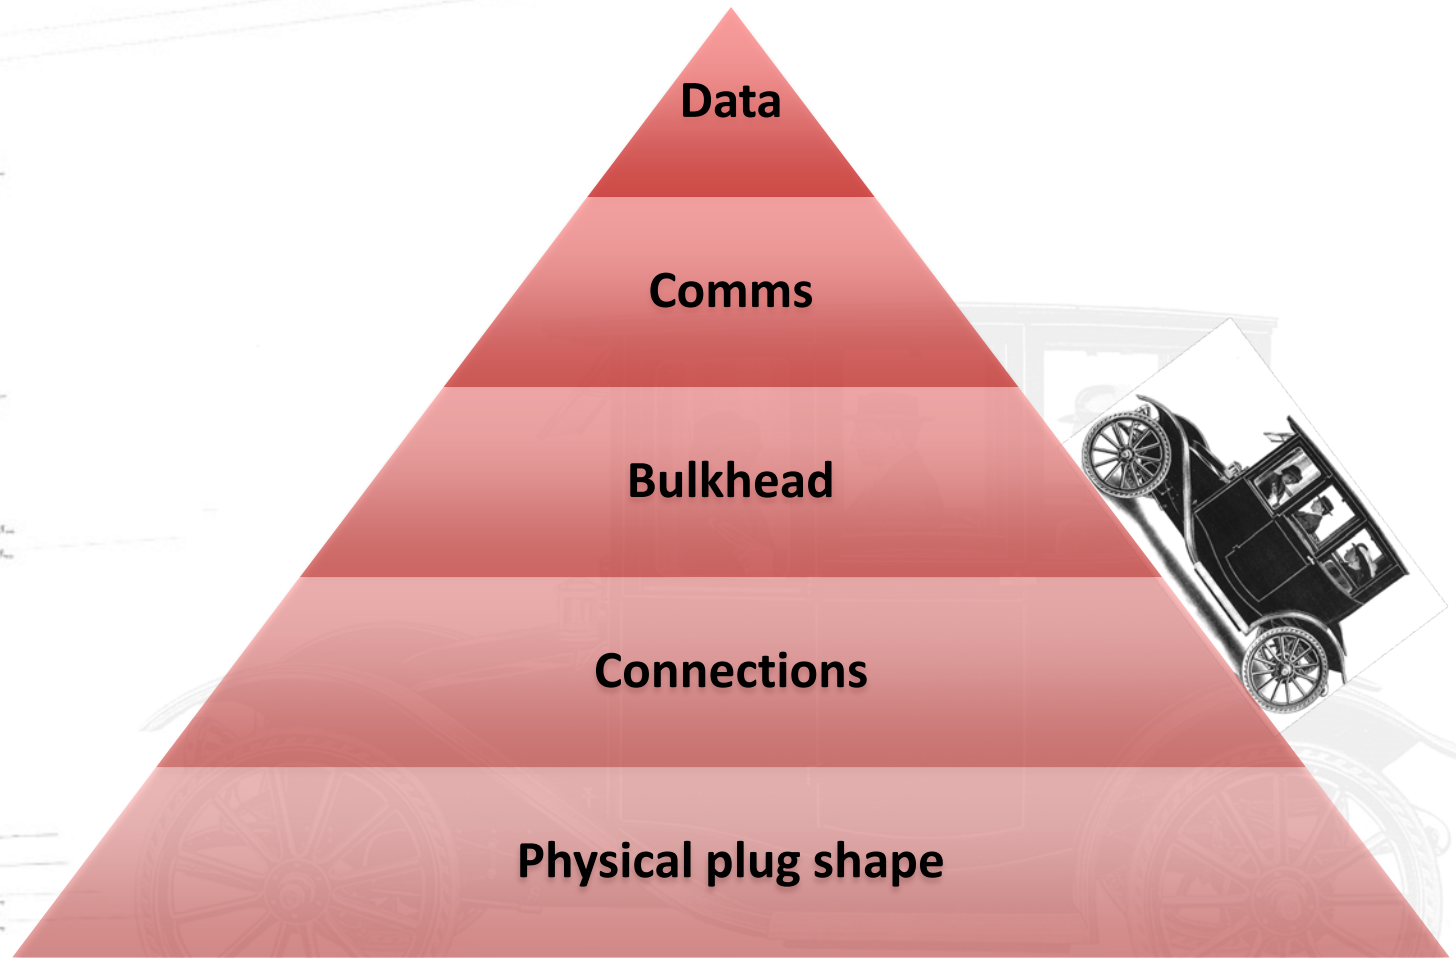 Data
Comms
Bulkhead
Connections
Physical plug shape